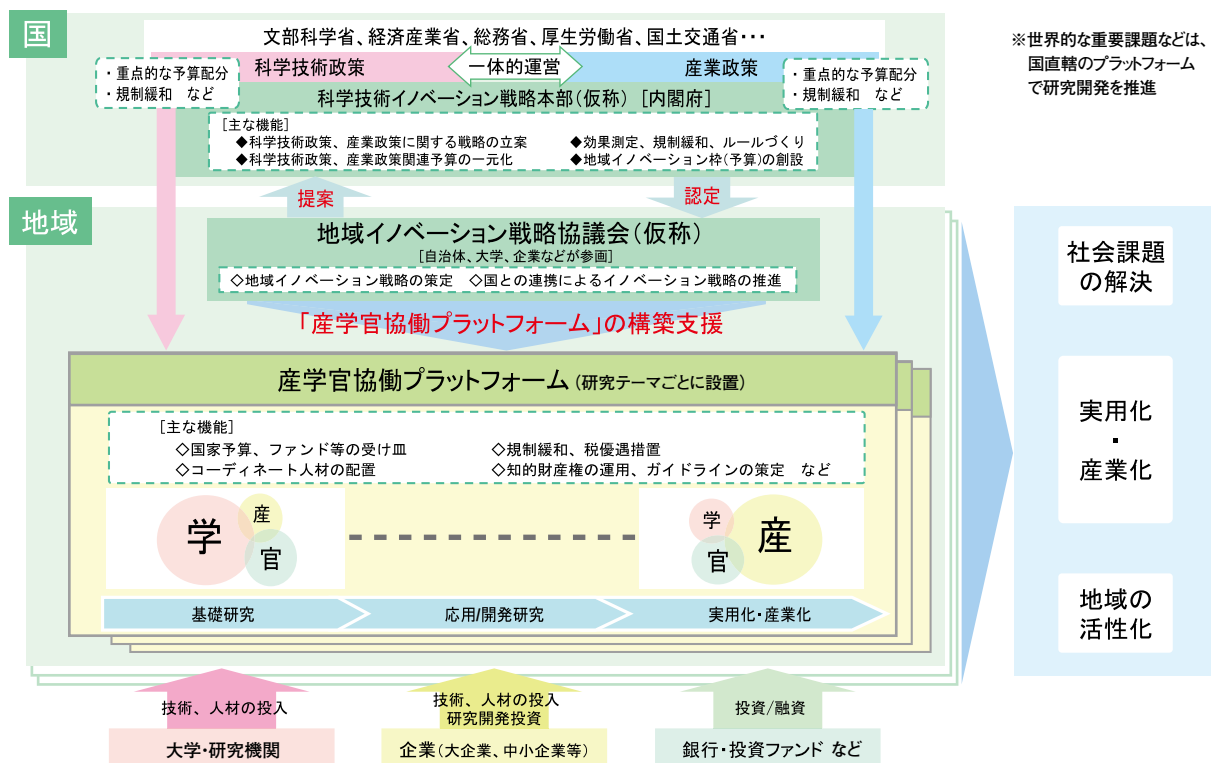 国
文部科学省、経済産業省、総務省、厚生労働省、国土交通省･･･
科学技術政策
一体的運営
産業政策
・重点的な予算配分
・規制緩和　など
・重点的な予算配分
・規制緩和　など
科学技術イノベーション戦略本部（仮称）［内閣府］
［主な機能］
◆科学技術政策、産業政策に関する戦略の立案
◆効果測定、規制緩和、ルールづくり
◆科学技術政策、産業政策関連予算の一元化
◆地域イノベーション枠（予算）の創設
※世界的な重要課題などは、
国直轄のプラットフォーム
で研究開発を推進
提案
認定
地域
地域イノベーション戦略協議会（仮称）
［自治体、大学、企業などが参画］
◇地域イノベーション戦略の策定　◇国との連携によるイノベーション戦略の推進
「産学官協働プラットフォーム」の構築支援
産学官協働プラットフォーム（研究テーマごとに設置）
［主な機能］
◇国家予算、ファンド等の受け皿
◇規制緩和、税優遇措置
◇コーディネート人材の配置
◇知的財産権の運用、ガイドラインの策定　など
学
産
官
学
官
産
基礎研究
応用/開発研究
実用化・産業化
社会課題
の解決
実用化
・
産業化
地域の
活性化
技術、人材の投入
大学・研究機関
技術、人材の投入
研究開発投資
企業（大企業、中小企業等）
投資/融資
銀行・投資ファンド など